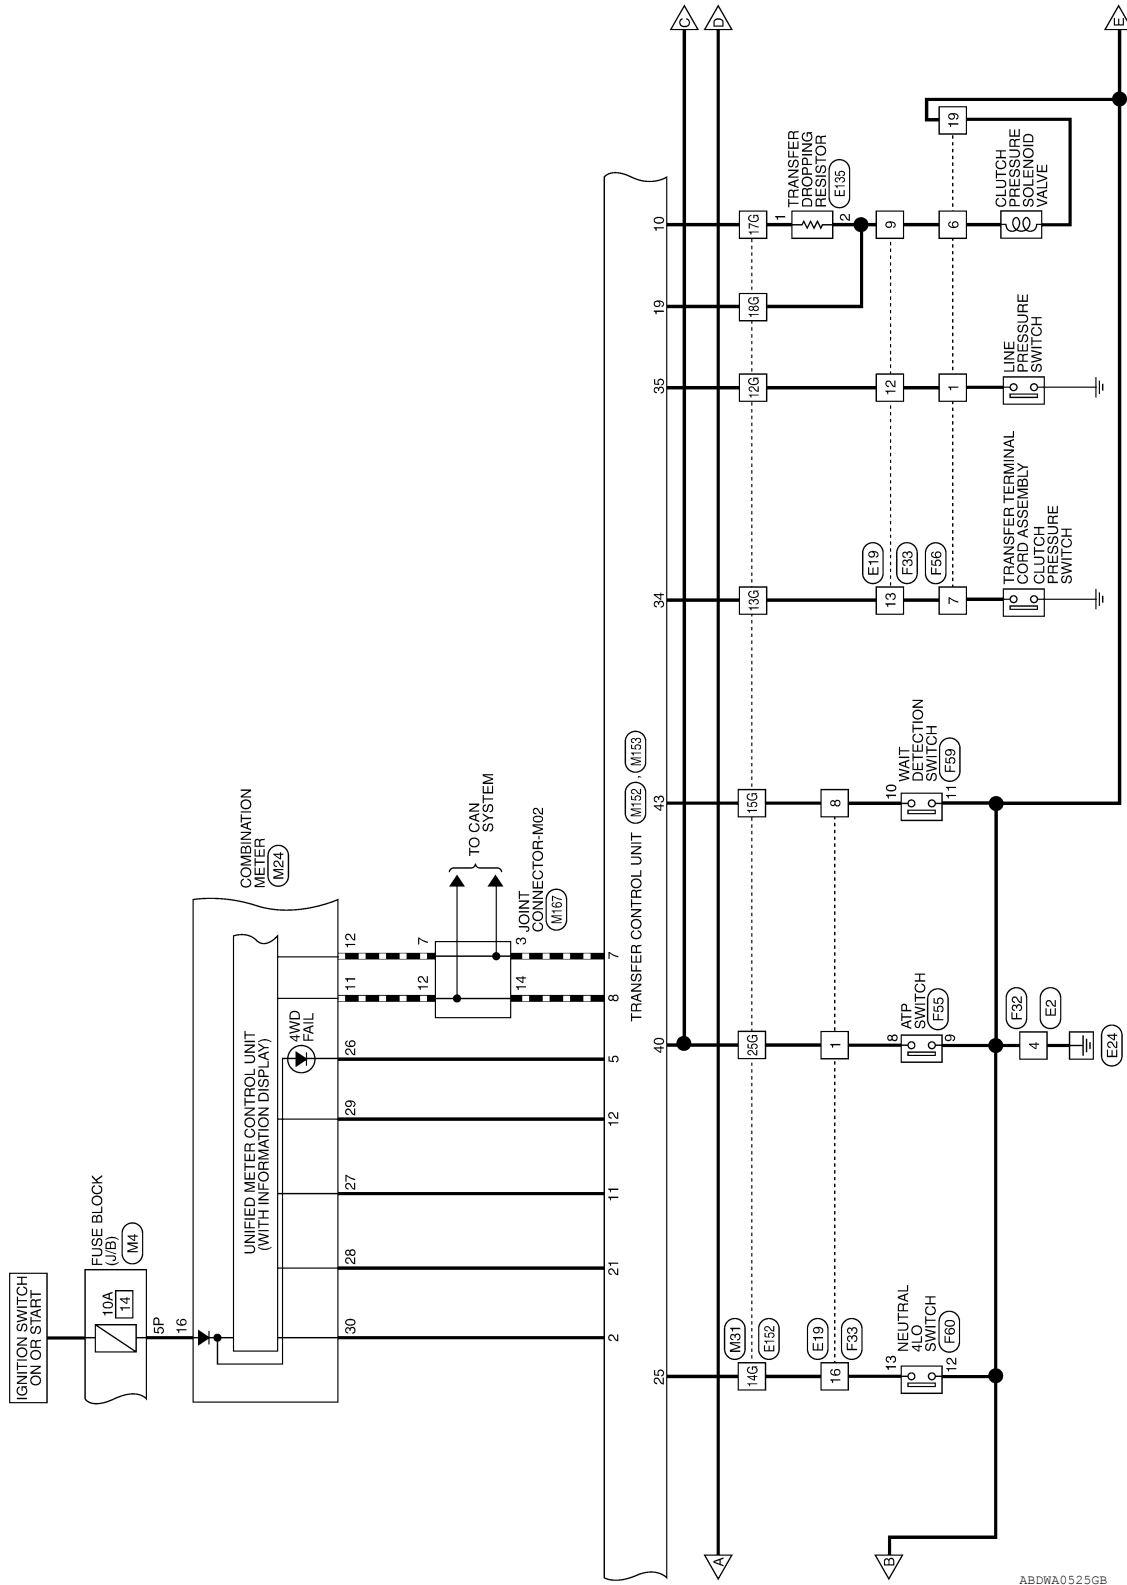 IGNITION SWITCH
ON OR START
FUSE BLOCK
(J/B)
M4
10A
14
5P
16
COMBINATION
METER
M24
UNIFIED METER CONTROL UNIT
(WITH INFORMATION DISPLAY)
4WD
FAIL
30
28
27
29
26
11
12
12
7
TO CAN
SYSTEM
14
3
JOINT
CONNECTOR-M02
M167
2
21
11
12
5
8
7
TRANSFER CONTROL UNIT
M152
,
M153
25
40
43
34
35
19
10
C
D
E
A
B
14G
M31
E152
25G
15G
13G
12G
18G
17G
1
TRANSFER
DROPPING
RESISTOR
E135
2
16
E19
F33
1
8
13
E19
F33
12
9
7
F56
1
6
19
13
NEUTRAL
4LO
SWITCH
F60
12
8
ATP
SWITCH
F55
9
10
WAIT
DETECTION
SWITCH
F59
11
TRANSFER TERMINAL
CORD ASSEMBLY
CLUTCH
PRESSURE
SWITCH
LINE
PRESSURE
SWITCH
CLUTCH
PRESSURE
SOLENOID
VALVE
4
F32
E2
E24
ABDWA0525GB